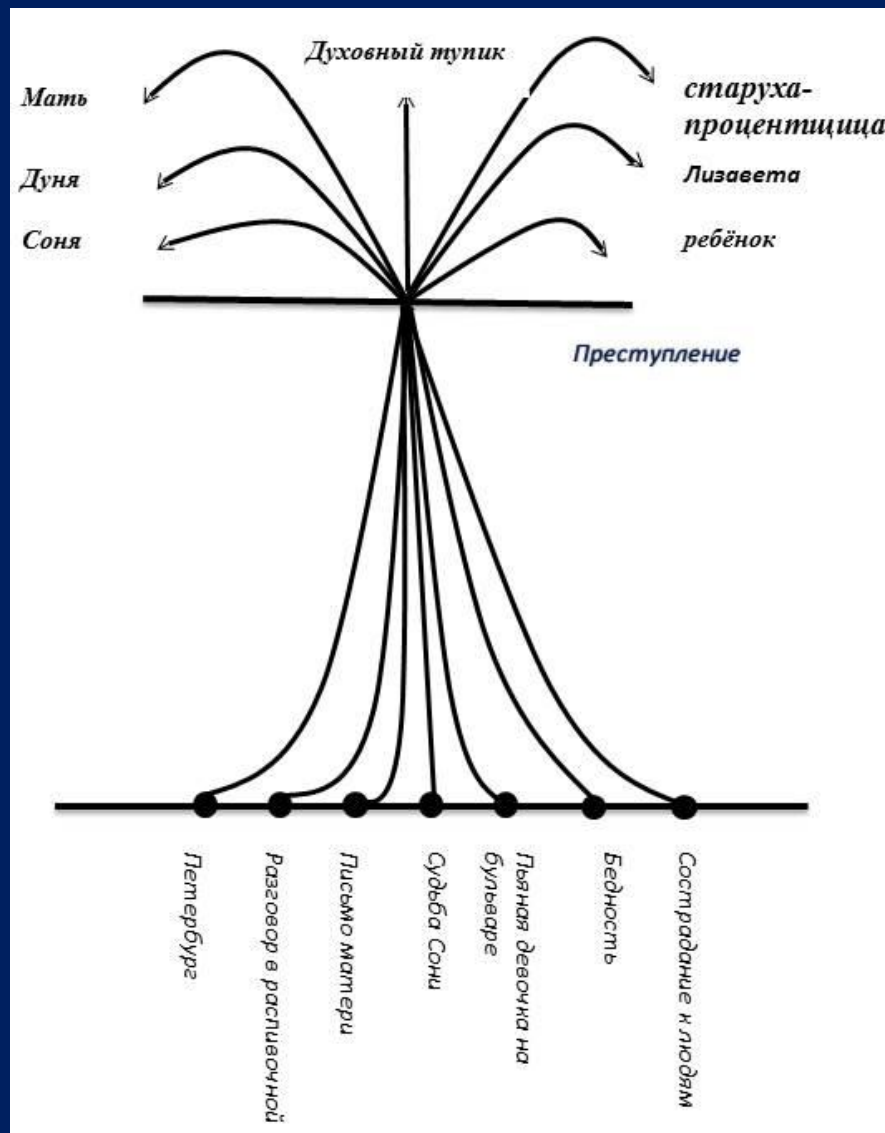 Духовный тупик
Мать
Дуня
Соня
старуха-
процентщица
Лизавета
ребёнок
Преступление
Петербург
Разговор в распивочной
Письмо матери
Судьба Сони
Пьяная девочка на
бульваре
Бедность
Сострадание к людям